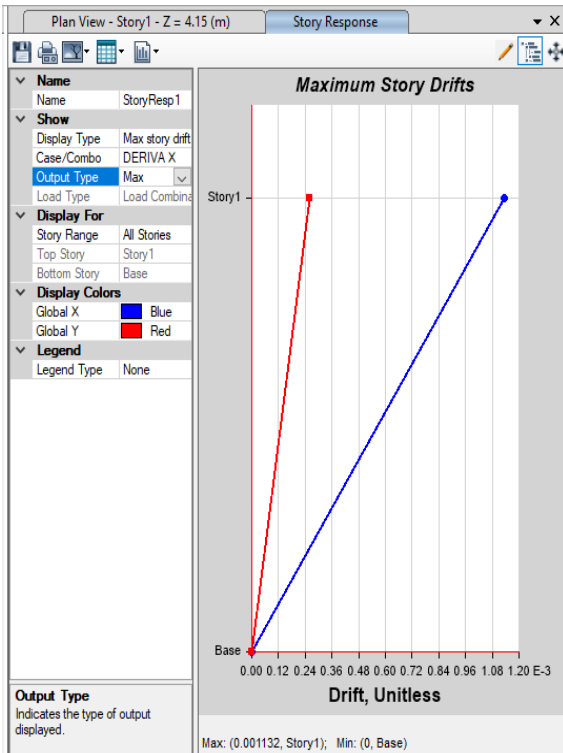 Plan View - Story1 - Z = 4.15 (m)
Story Response
Name
Name StoryResp1
Show
Display Type Max story drift
Case/Combo DERIVA X
Output Type Max
Load Type Load Combina
Display For
Story Range All Stories
Top Story Story1
Bottom Story Base
Display Colors
Global X Blue
Global Y Red
Legend
Legend Type None
Output Type
Indicates the type of output
displayed.
Maximum Story Drifts
Story1
Base
0.00 0.12 0.24 0.36 0.48 0.60 0.72 0.84 0.96 1.08 1.20 E-3
Drift, Unitless
Max: (0.001132, Story1); Min: (0, Base)